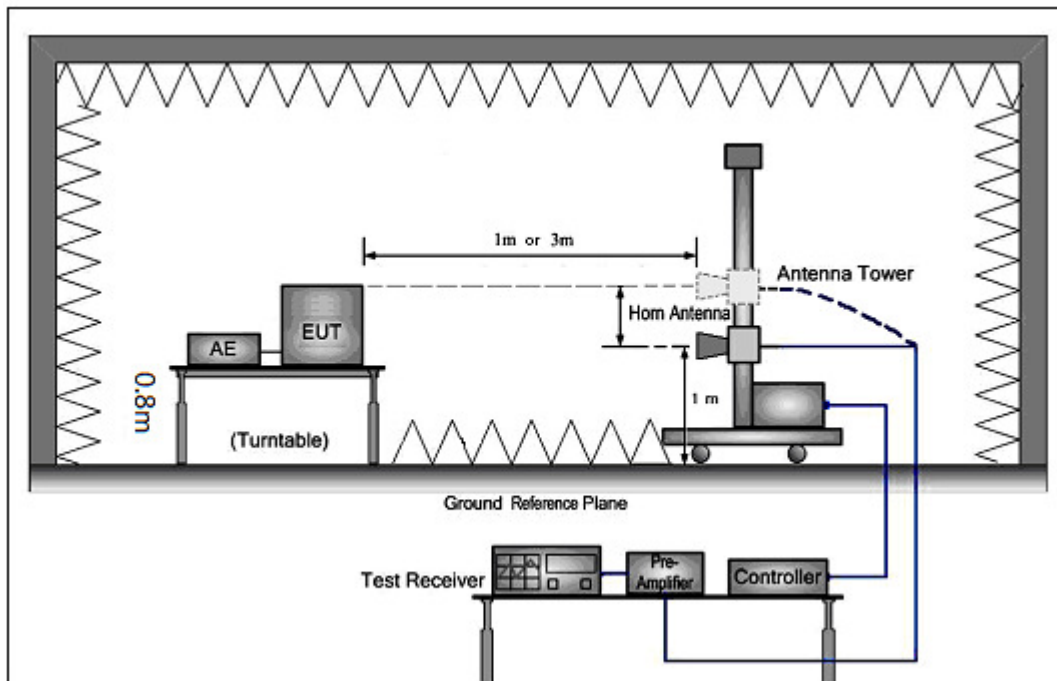 1m or 3m
Antenna Tower
Horn Antenna
EUT
AE
0.8m
1 m
(Turntable)
Ground Reference Plane
Test Receiver
Pre-
Amplifier
Controller